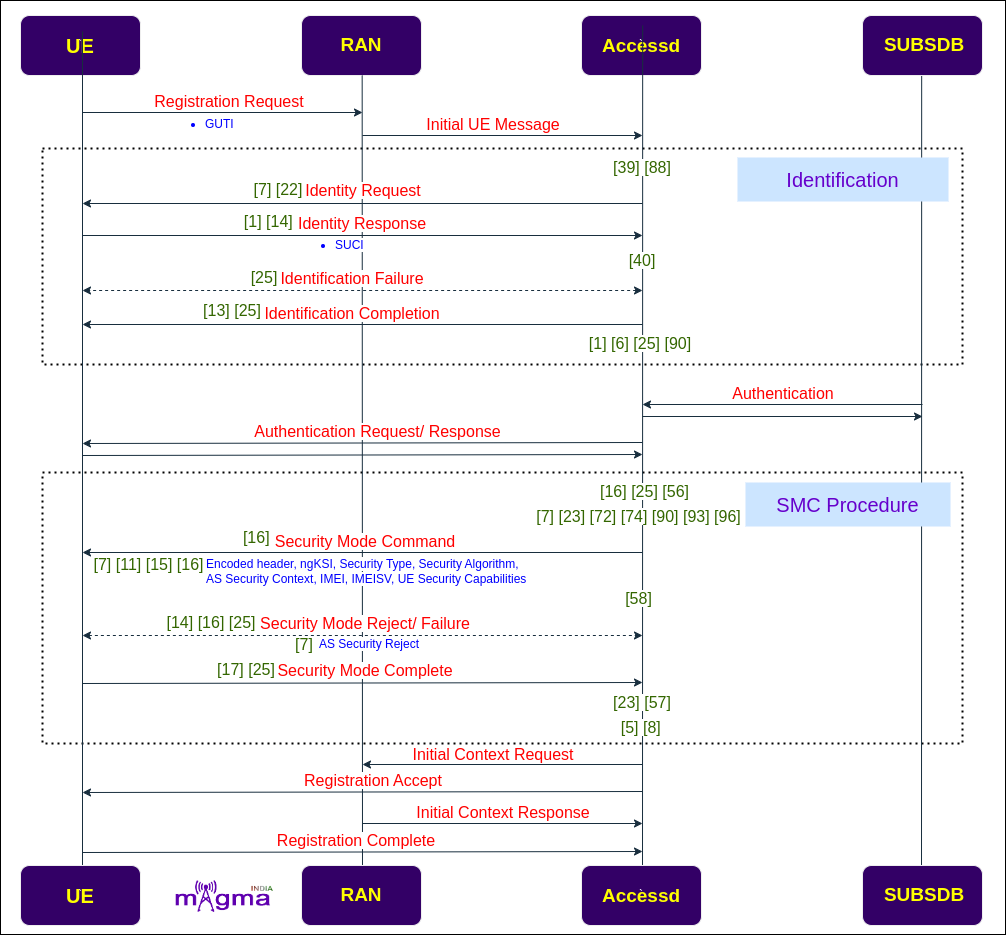 UE
RAN
Accessd
SUBSDB
Registration Request
• GUTI
Initial UE Message
[39] [88]
Identification
[7] [22] Identity Request
[1] [14] Identity Response
• SUCI
[40]
[25] Identification Failure
[13] [25] Identification Completion
[1] [6] [25] [90]
Authentication
Authentication Request/ Response
[16] [25] [56]
SMC Procedure
[7] [23] [72] [74] [90] [93] [96]
[16] Security Mode Command
[7] [11] [15] [16] Encoded header, ngKSI, Security Type, Security Algorithm,
AS Security Context, IMEI, IMEISV, UE Security Capabilities
[58]
[14] [16] [25] Security Mode Reject/ Failure
[7] AS Security Reject
[17] [25] Security Mode Complete
[23] [57]
[5] [8]
Initial Context Request
Registration Accept
Initial Context Response
Registration Complete
UE
magma INDIA
RAN
Accessd
SUBSDB